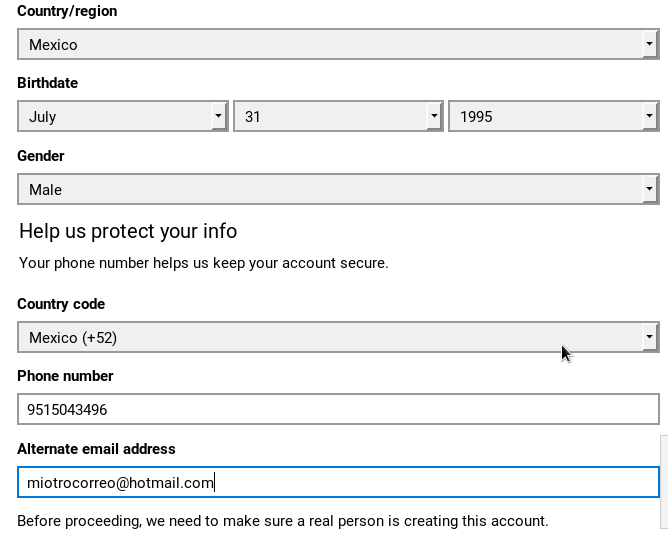 Country/region
Mexico
Birthdate
July 31 1995
Gender
Male
Help us protect your info
Your phone number helps us keep your account secure.
Country code
Mexico (+52)
Phone number
9515043496
Alternate email address
miotrocorreo@hotmail.com
Before proceeding, we need to make sure a real person is creating this account.